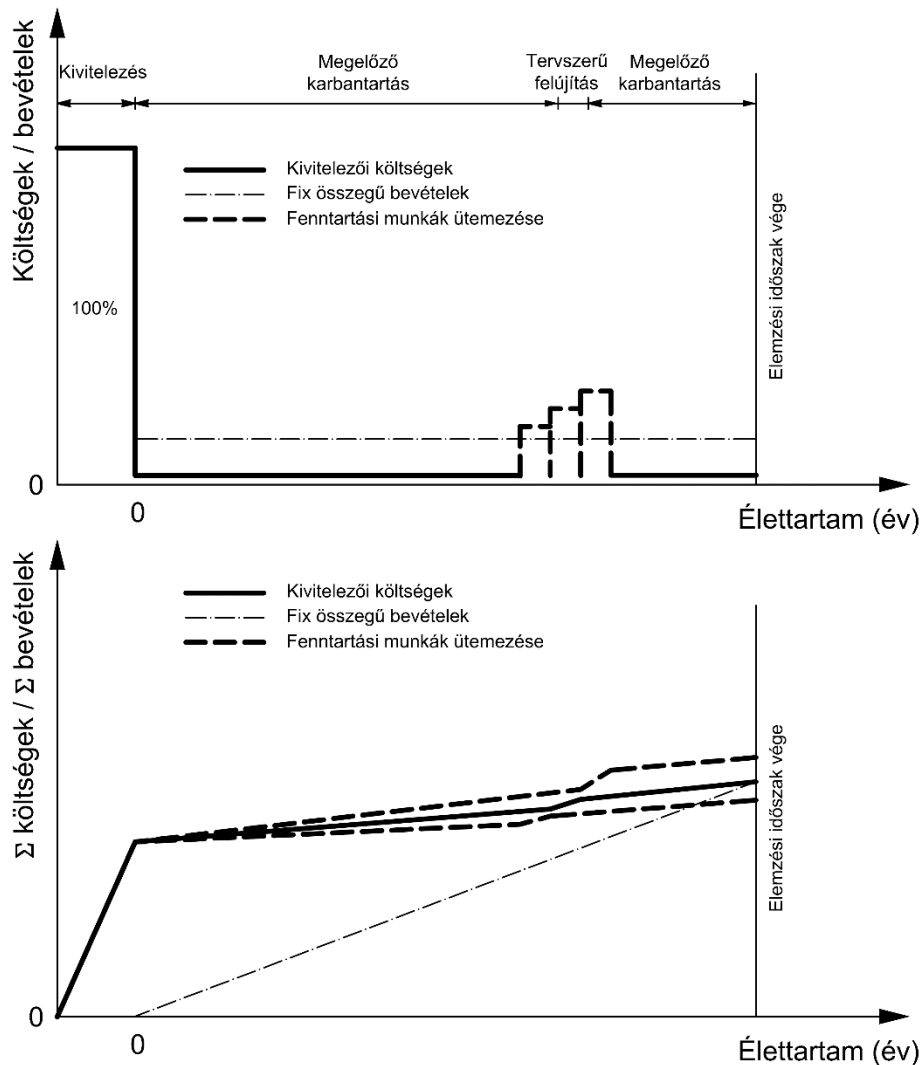 Költségek / bevételek
Kivitelezés
Megelőző
karbantartás
Tervszerű
felújítás
Megelőző
karbantartás
Kivitelezői költségek
Fix összegű bevételek
Fenntartási munkák ütemezése
100%
Elemzési időszak vége
0
0
Élettartam (év)
Σ költségek / Σ bevételek
Kivitelezői költségek
Fix összegű bevételek
Fenntartási munkák ütemezése
Elemzési időszak vége
0
0
Élettartam (év)